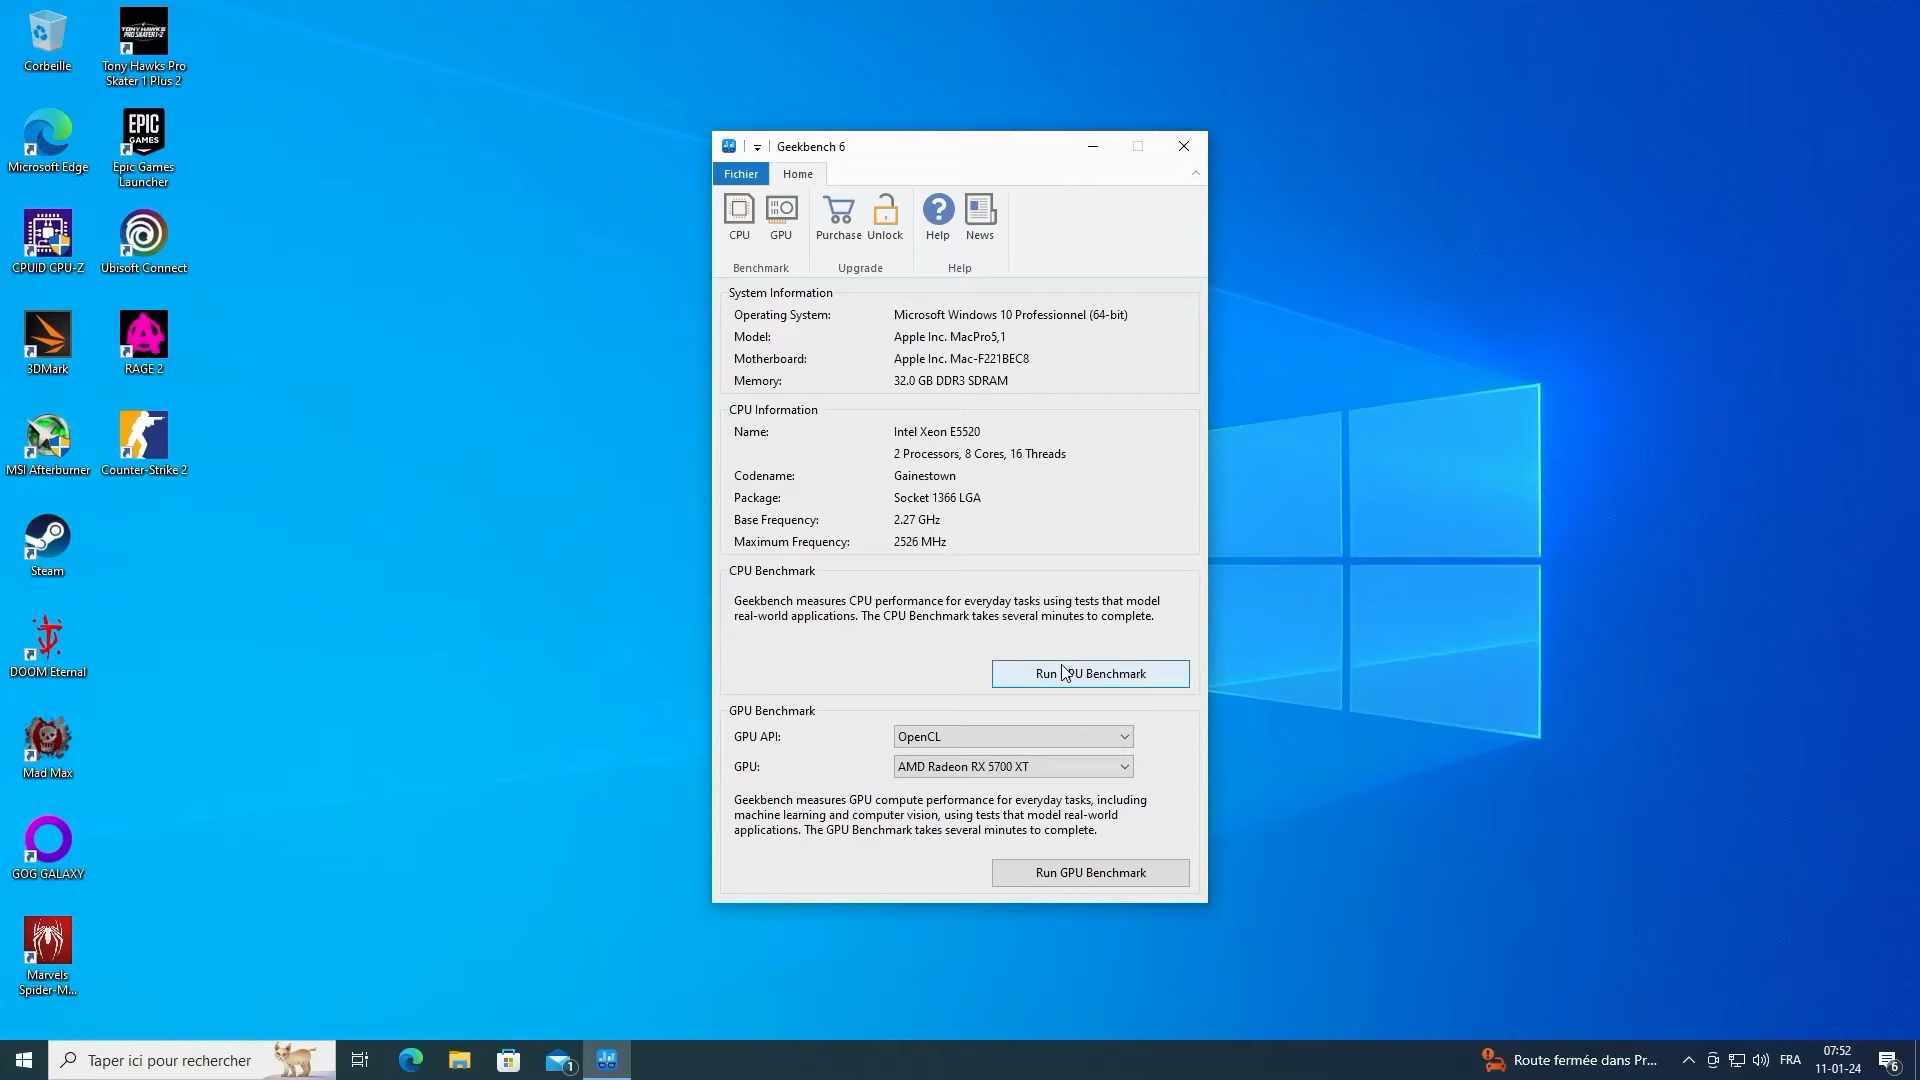 Corbeille
Tony Hawks Pro
Skater 1 Plus 2
Microsoft Edge
EPIC
GAMES
Epic Games
Launcher
CPUID CPU-Z
Ubisoft Connect
3DMark
RAGE 2
MSI Afterburner
Counter-Strike 2
Steam
DOOM Eternal
Mad Max
GOG GALAXY
Marvels
Spider-M...
Geekbench 6
Fichier
Home
CPU
GPU
Purchase
Unlock
Help
News
Benchmark
Upgrade
Help
System Information
Operating System: Microsoft Windows 10 Professionnel (64-bit)
Model: Apple Inc. MacPro5,1
Motherboard: Apple Inc. Mac-F221BEC8
Memory: 32.0 GB DDR3 SDRAM
CPU Information
Name: Intel Xeon E5520
2 Processors, 8 Cores, 16 Threads
Codename: Gainestown
Package: Socket 1366 LGA
Base Frequency: 2.27 GHz
Maximum Frequency: 2526 MHz
CPU Benchmark
Geekbench measures CPU performance for everyday tasks using tests that model
real-world applications. The CPU Benchmark takes several minutes to complete.
Run CPU Benchmark
GPU Benchmark
GPU API: OpenCL
GPU: AMD Radeon RX 5700 XT
Geekbench measures GPU compute performance for everyday tasks, including
machine learning and computer vision, using tests that model real-world
applications. The GPU Benchmark takes several minutes to complete.
Run GPU Benchmark
Taper ici pour rechercher
1
Route fermée dans Pr...
FRA
07:52
11-01-24
6